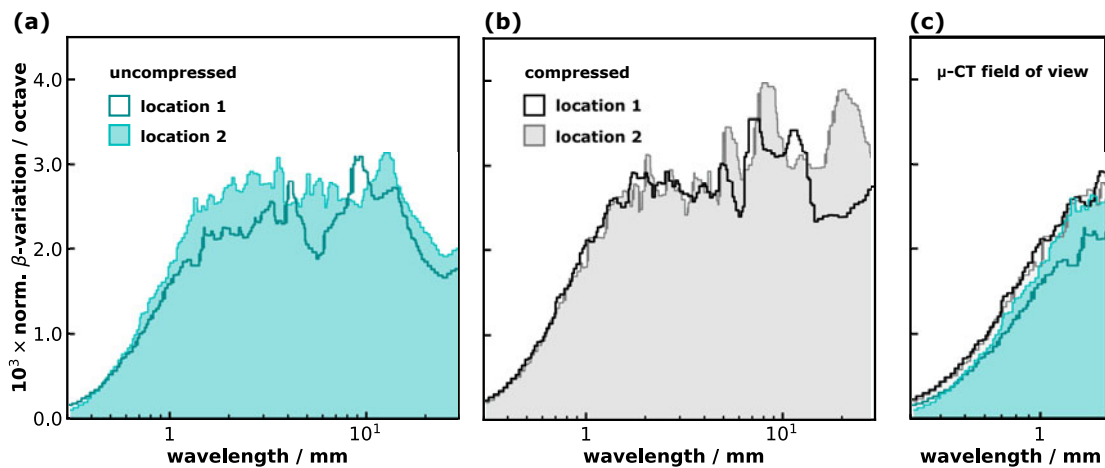 (a)
(b)
(c)
10³ × norm. β-variation / octave
4.0
3.0
2.0
1.0
0.0
uncompressed
location 1
location 2
1
10¹
wavelength / mm
compressed
location 1
location 2
1
10¹
wavelength / mm
μ-CT field of view
1
wavelength / mm